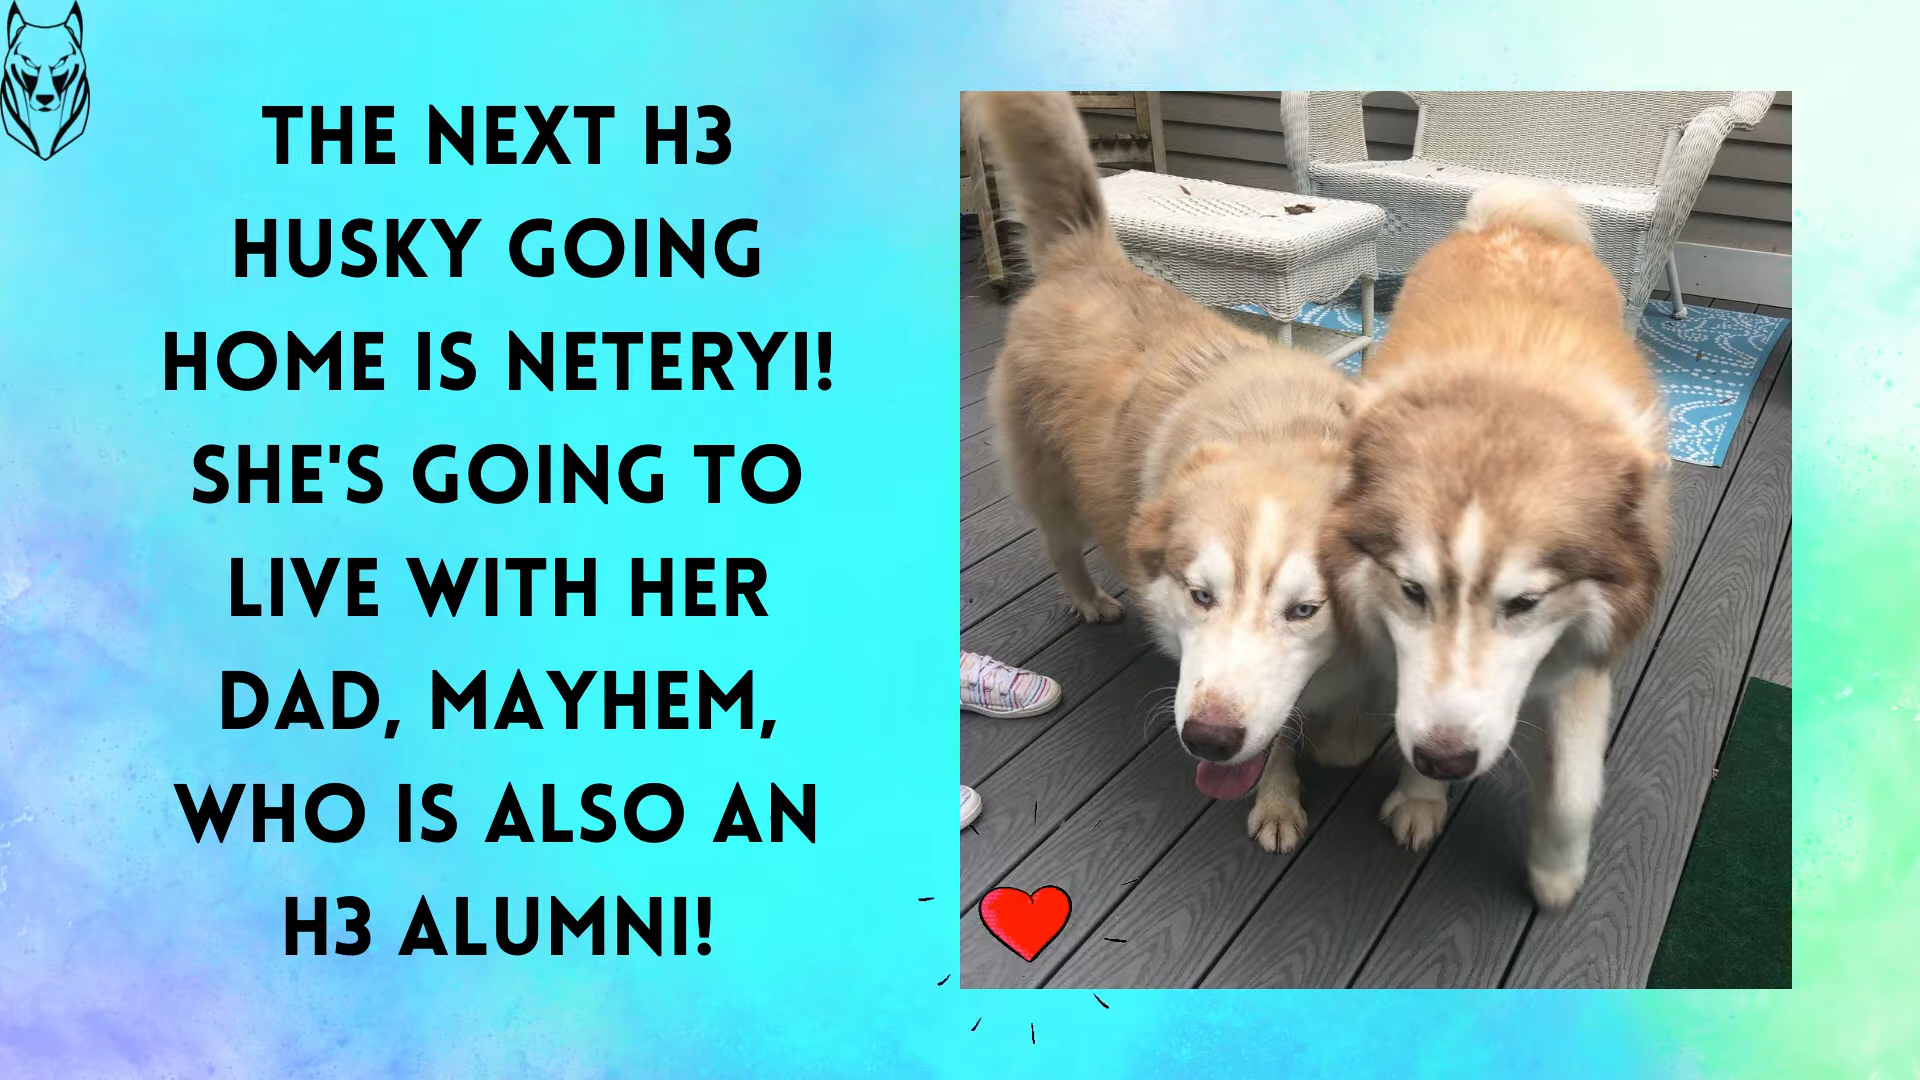 THE NEXT H3
HUSKY GOING
HOME IS NETERYI!
SHE'S GOING TO
LIVE WITH HER
DAD, MAYHEM,
WHO IS ALSO AN
H3 ALUMNI!